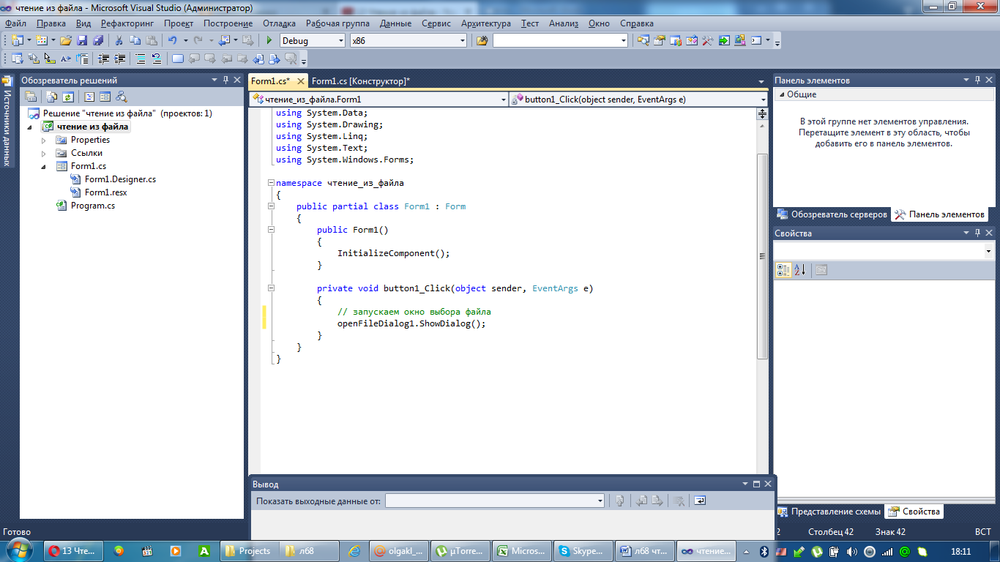 чтение из файла - Microsoft Visual Studio (Администратор)
Файл Правка Вид Рефакторинг Проект Построение Отладка Рабочая группа Данные Сервис Архитектура Тест Анализ Окно Справка
Debug x86
Источники данных
Обозреватель решений
Решение "чтение из файла" (проектов: 1)
чтение из файла
Properties
Ссылки
Form1.cs
Form1.Designer.cs
Form1.resx
Program.cs
Form1.cs* Form1.cs [Конструктор]*
чтение_из_файла.Form1 button1_Click(object sender, EventArgs e)
using System.Data;
using System.Drawing;
using System.Linq;
using System.Text;
using System.Windows.Forms;
namespace чтение_из_файла
{
public partial class Form1 : Form
{
public Form1()
{
InitializeComponent();
}
private void button1_Click(object sender, EventArgs e)
{
// запускаем окно выбора файла
openFileDialog1.ShowDialog();
}
}
}
Вывод
Показать выходные данные от:
Панель элементов
Общие
В этой группе нет элементов управления.
Перетащите элемент в эту область, чтобы
добавить его в панель элементов.
Обозреватель серверов Панель элементов
Свойства
Представление схемы Свойства
Готово 2 Столбец 42 Знак 42 ВСТ
13 Чте... Projects л68 olgakl_... µTorre... Micros... Skype... л68 чт... чтение... 18:11